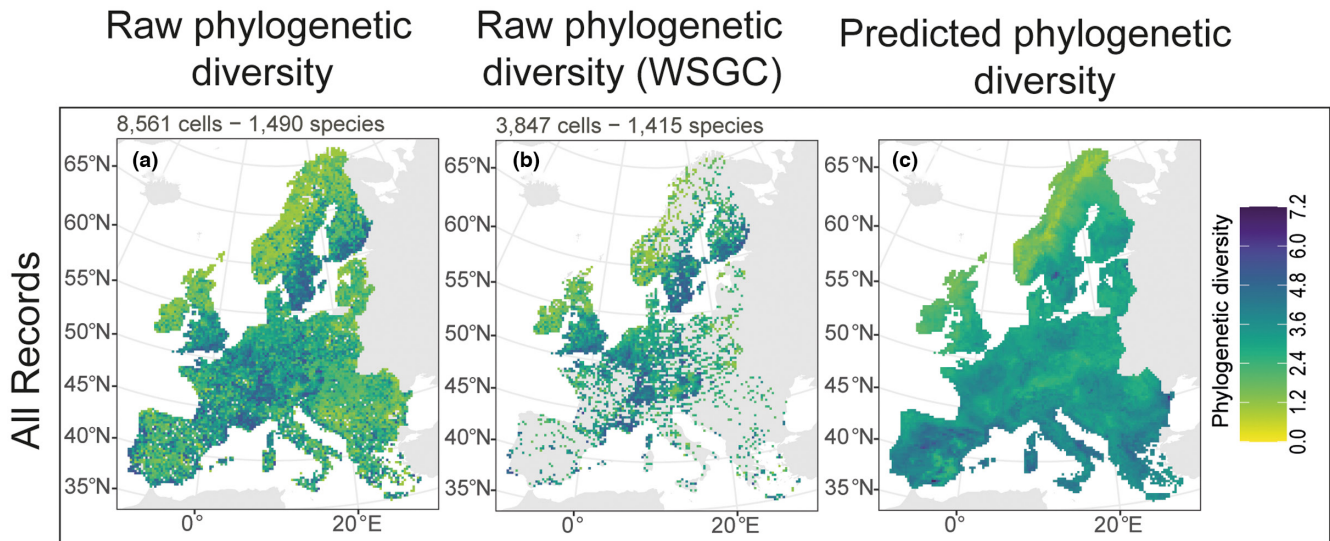 Raw phylogenetic
diversity
Raw phylogenetic
diversity (WSGC)
Predicted phylogenetic
diversity
All Records
8,561 cells − 1,490 species
(a)
65°N
60°N
55°N
50°N
45°N
40°N
35°N
0°
20°E
3,847 cells − 1,415 species
(b)
65°N
60°N
55°N
50°N
45°N
40°N
35°N
0°
20°E
(c)
65°N
60°N
55°N
50°N
45°N
40°N
35°N
0°
20°E
Phylogenetic diversity
7.2
6.0
4.8
3.6
2.4
1.2
0.0